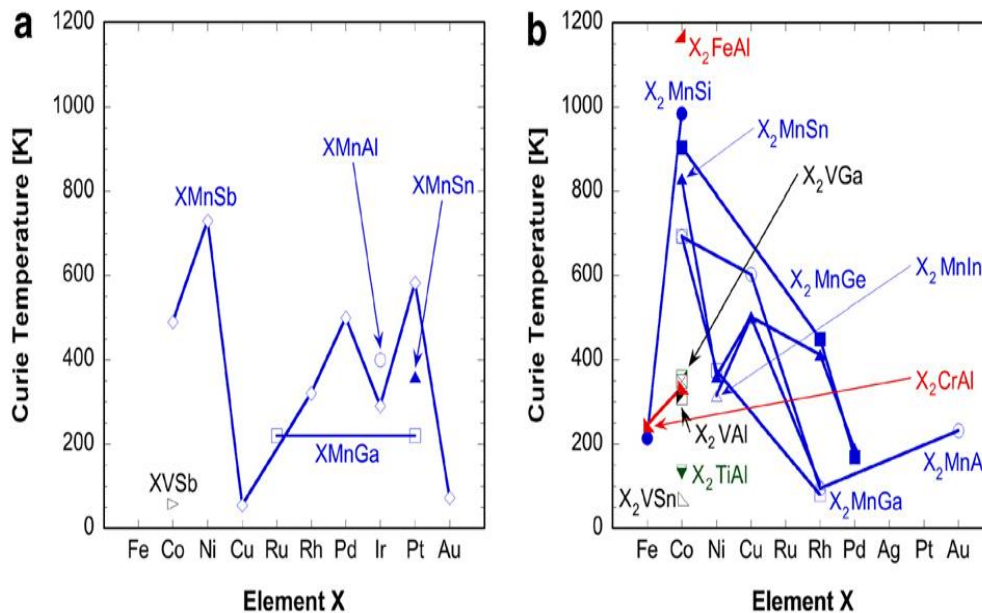 a
1200
1000
800
600
400
200
0
Curie Temperature [K]
XMnAl
XMnSn
XMnSb
XMnGa
XVSb
Fe Co Ni Cu Ru Rh Pd Ir Pt Au
Element X
b
1200
1000
800
600
400
200
0
Curie Temperature [K]
X2FeAl
X2MnSi
X2MnSn
X2VGa
X2MnGe
X2MnIn
X2CrAl
X2VAl
X2TiAl
X2MnA
X2VSn
X2MnGa
Fe Co Ni Cu Ru Rh Pd Ag Pt Au
Element X